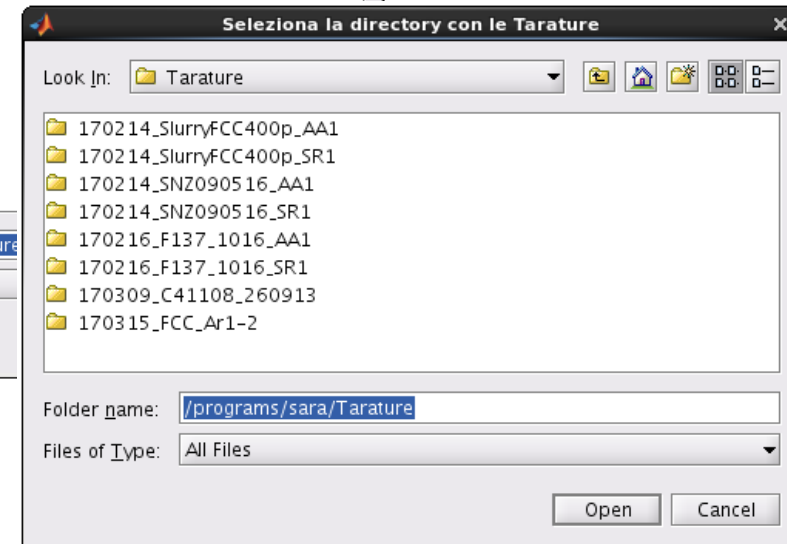 Seleziona la directory con le Tarature
Look In: Tarature
170214_SlurryFCC400p_AA1
170214_SlurryFCC400p_SR1
170214_SNZ090516_AA1
170214_SNZ090516_SR1
170216_F137_1016_AA1
170216_F137_1016_SR1
170309_C41108_260913
170315_FCC_Ar1-2
Folder name: /programs/sara/Tarature
Files of Type: All Files
Open Cancel